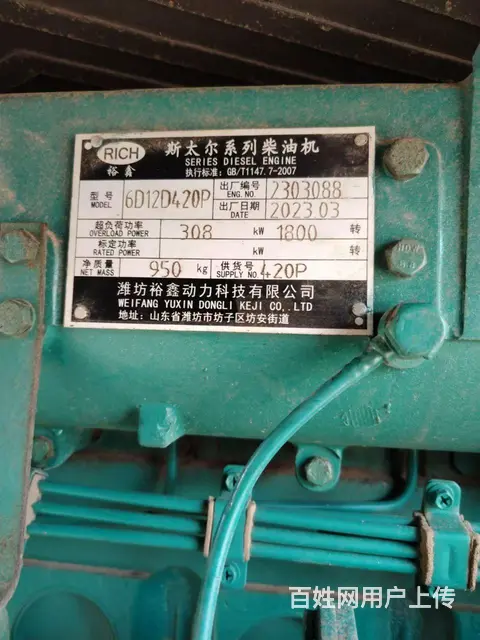 RICH
裕鑫
斯太尔系列柴油机
SERIES DIESEL ENGINE
执行标准: GB/T1147.7-2007
型号 MODEL 6D12D420P 出厂编号 ENG.NO 2303088
出厂日期 DATE 2023.03
超负荷功率 OVERLOAD POWER 308 kW 1800 转
标定功率 RATED POWER kW 转
净质量 NET MASS 950 kg 供货号 SUPPLY NO. 420P
潍坊裕鑫动力科技有限公司
WEIFANG YUXIN DONGLI KEJI CO., LTD
地址: 山东省潍坊市坊子区坊安街道
百姓网用户上传